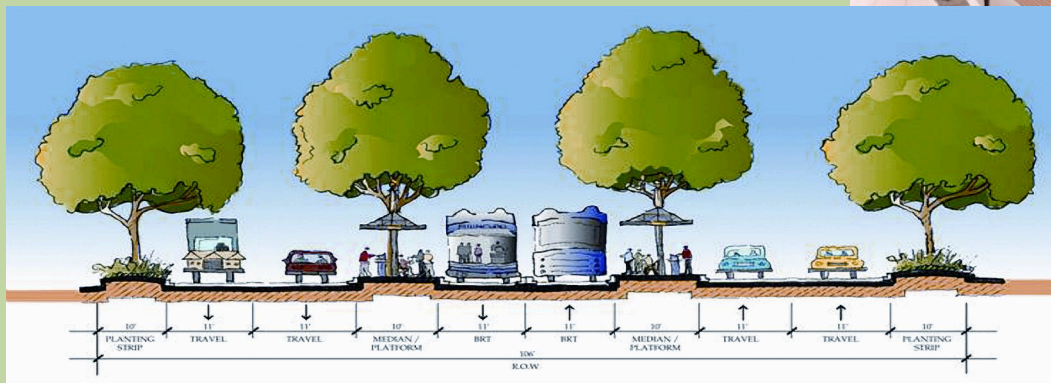 10' 11' 11' 10' 11' 11' 10' 11' 11' 10'
PLANTING STRIP TRAVEL TRAVEL MEDIAN / PLATFORM BRT BRT MEDIAN / PLATFORM TRAVEL TRAVEL PLANTING STRIP
106'
R.O.W